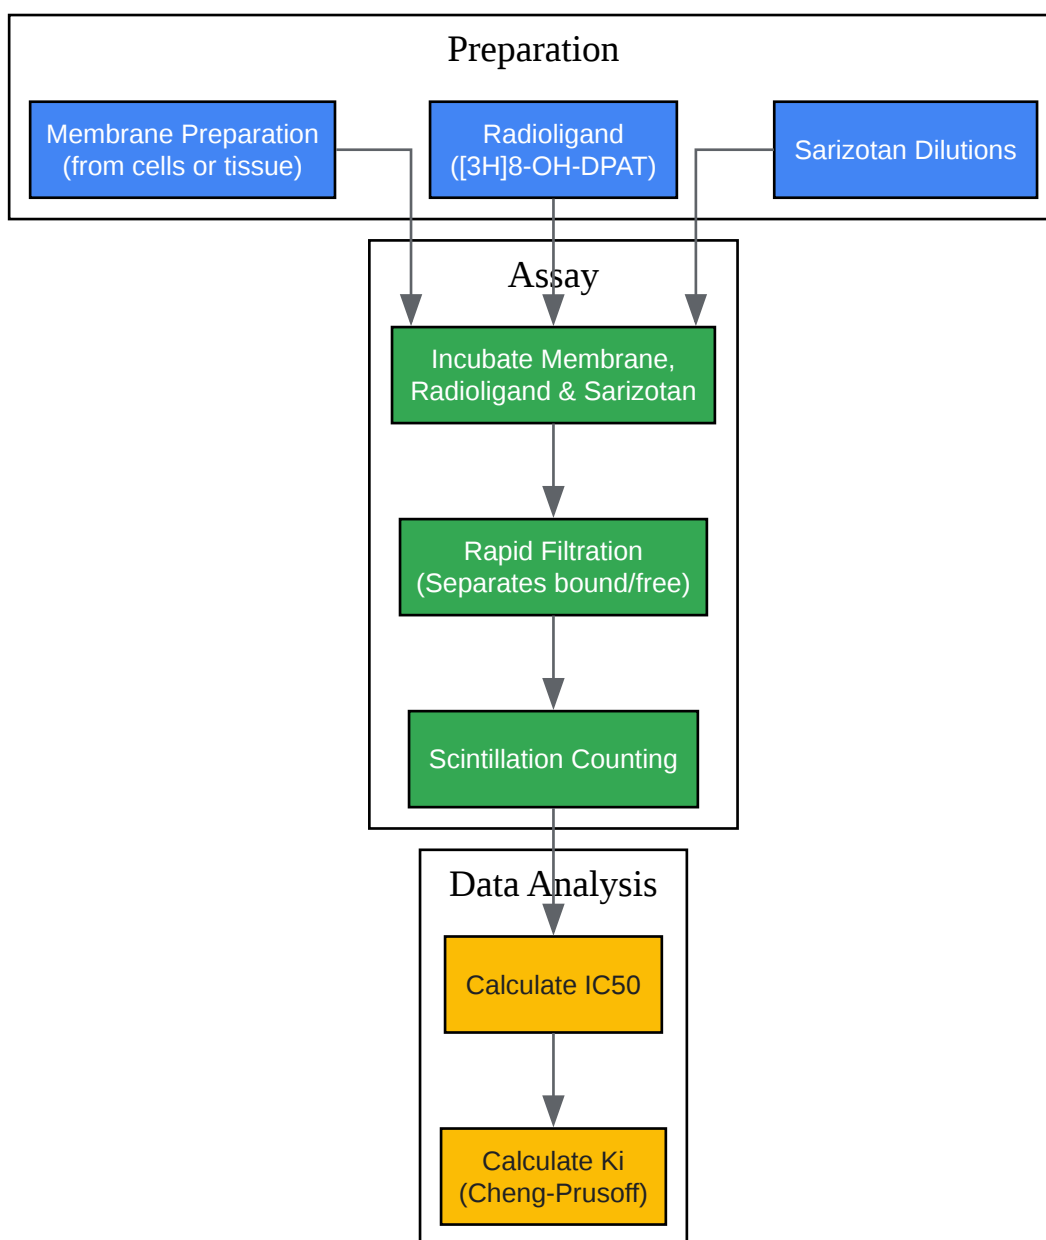 Preparation
Membrane Preparation
(from cells or tissue)
Radioligand
([3H]8-OH-DPAT)
Sarizotan Dilutions
Assay
Incubate Membrane,
Radioligand & Sarizotan
Rapid Filtration
(Separates bound/free)
Scintillation Counting
Data Analysis
Calculate IC50
Calculate Ki
(Cheng-Prusoff)